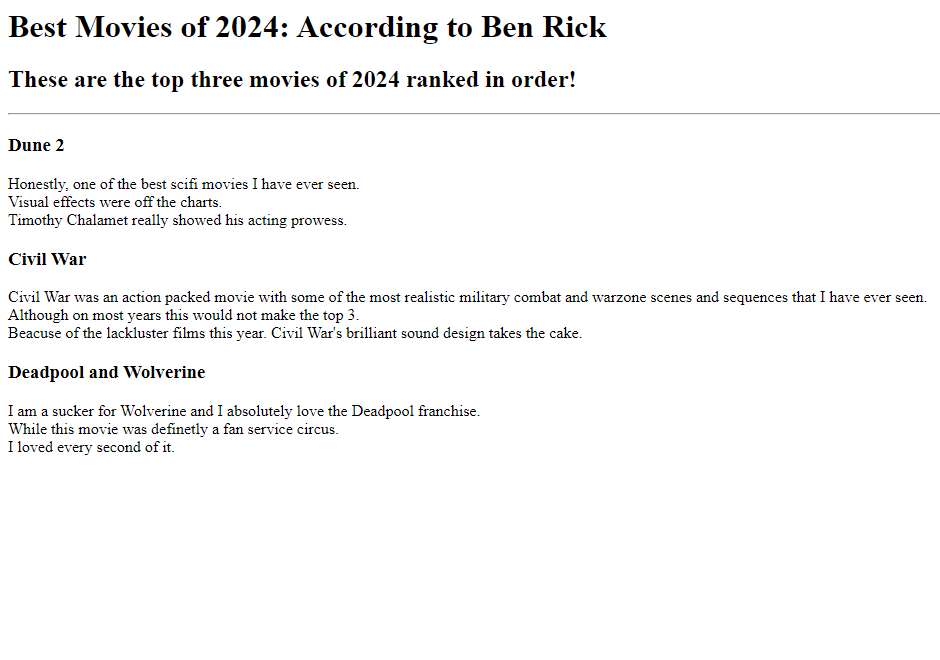 Best Movies of 2024: According to Ben Rick
These are the top three movies of 2024 ranked in order!
Dune 2
Honestly, one of the best scifi movies I have ever seen.
Visual effects were off the charts.
Timothy Chalamet really showed his acting prowess.
Civil War
Civil War was an action packed movie with some of the most realistic military combat and warzone scenes and sequences that I have ever seen.
Although on most years this would not make the top 3.
Beacuse of the lackluster films this year. Civil War's brilliant sound design takes the cake.
Deadpool and Wolverine
I am a sucker for Wolverine and I absolutely love the Deadpool franchise.
While this movie was definetly a fan service circus.
I loved every second of it.